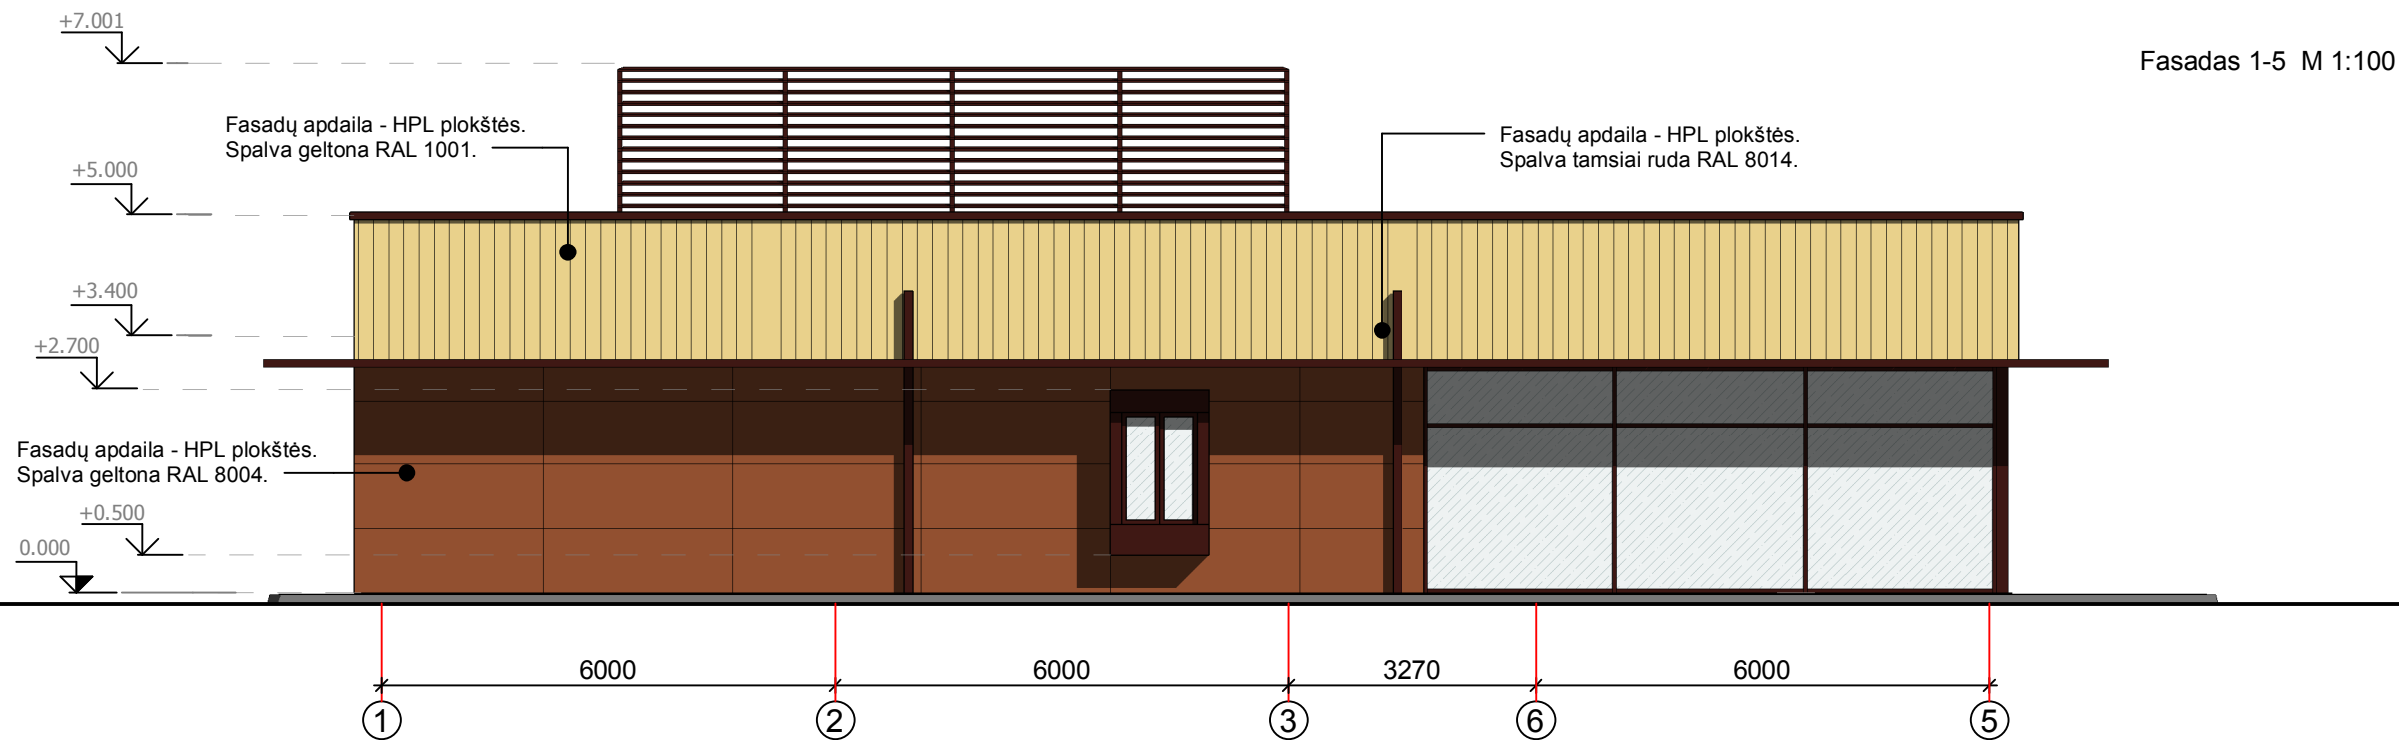 +7.001
Fasadas 1-5 M 1:100
Fasadų apdaila - HPL plokštės.
Spalva geltona RAL 1001.
Fasadų apdaila - HPL plokštės.
Spalva tamsiai ruda RAL 8014.
+5.000
+3.400
+2.700
Fasadų apdaila - HPL plokštės.
Spalva geltona RAL 8004.
+0.500
0.000
6000 6000 3270 6000
1 2 3 6 5